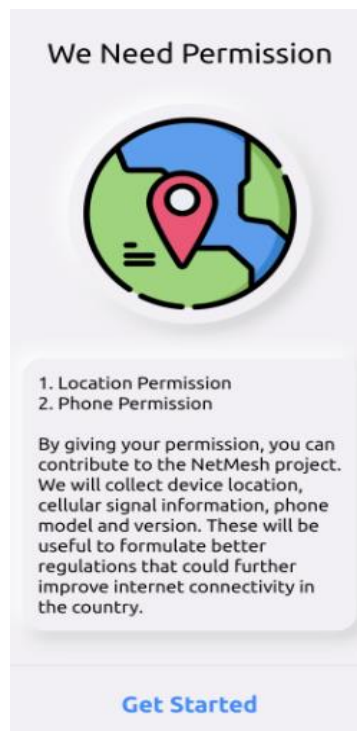 We Need Permission
1. Location Permission
2. Phone Permission
By giving your permission, you can
contribute to the NetMesh project.
We will collect device location,
cellular signal information, phone
model and version. These will be
useful to formulate better
regulations that could further
improve internet connectivity in
the country.
Get Started